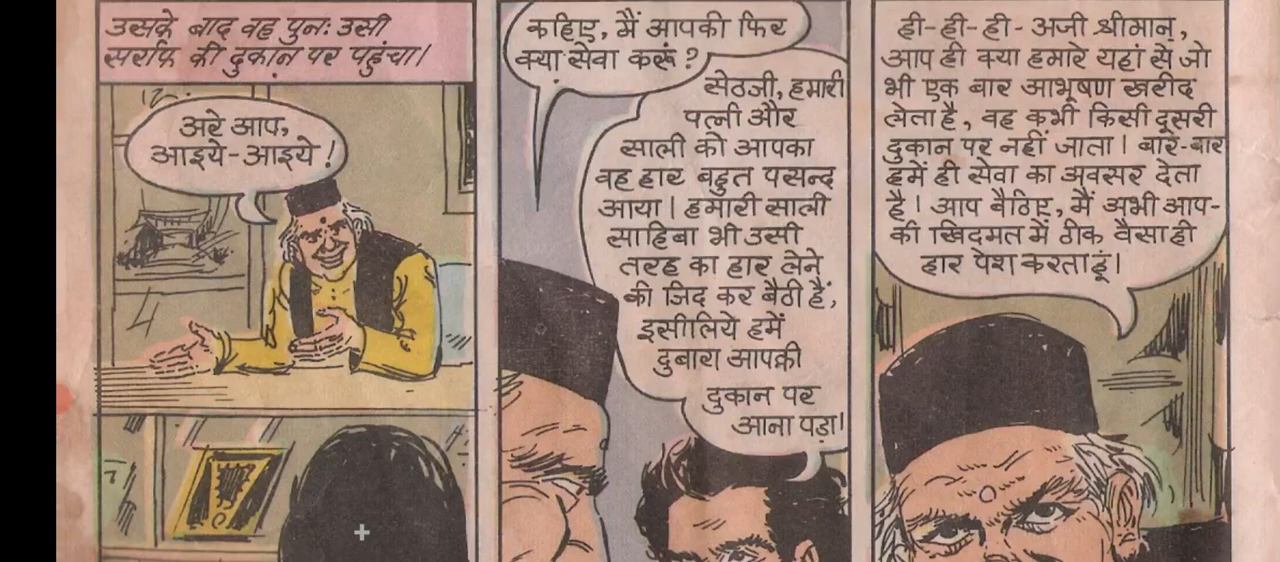 उसके बाद वह पुनः उसी
सर्राफ की दुकान पर पहुंचा।
अरे आप,
आइये-आइये!
कहिए, मैं आपकी फिर
क्या सेवा करूं?
सेठजी, हमारी
पत्नी और
साली को आपका
वह हार बहुत पसन्द
आया। हमारी साली
साहिबा भी उसी
तरह का हार लेने
की जिद कर बैठी हैं,
इसीलिये हमें
दुबारा आपकी
दुकान पर
आना पड़ा!
ही-ही-ही- अजी श्रीमान्,
आप ही क्या हमारे यहां से जो
भी एक बार आभूषण खरीद
लेता है, वह कभी किसी दूसरी
दुकान पर नहीं जाता। बार-बार
हमें ही सेवा का अवसर देता
है। आप बैठिए, मैं अभी आप-
की खिदमत में ठीक वैसा ही
हार पेश करता हूं।